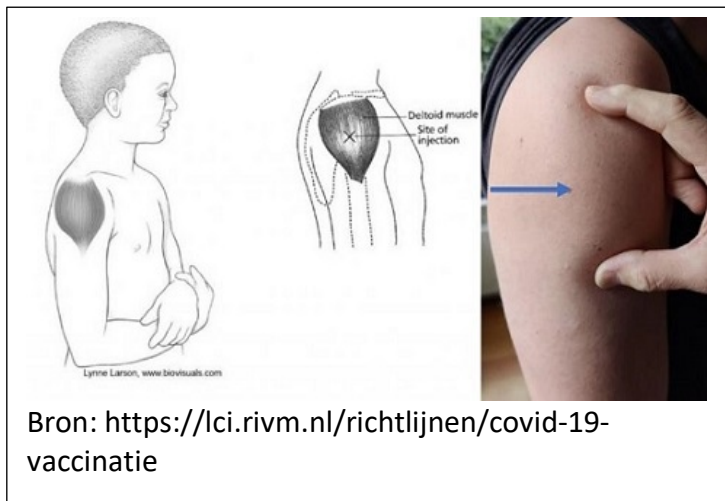 Deltoid muscle
Site of
injection
Lynne Larson, www.biovisuals.com
Bron: https://lci.rivm.nl/richtlijnen/covid-19-
vaccinatie